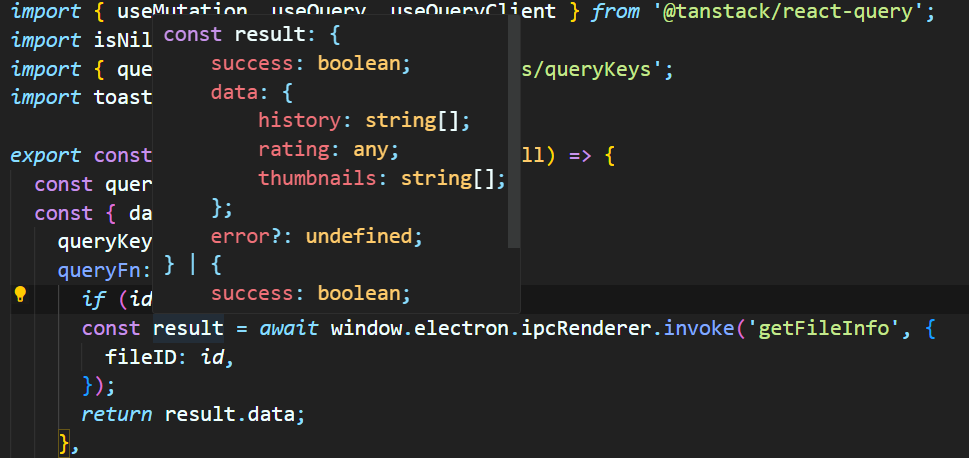 import { useMutation, useQuery, useQueryClient } from '@tanstack/react-query';
import isNil
import { que
s/queryKeys';
import toast
const result: {
success: boolean;
data: {
history: string[];
rating: any;
thumbnails: string[];
};
error?: undefined;
} | {
success: boolean;
export const
ll) => {
const quer
const { da
queryKey
queryFn:
if (id
const result = await window.electron.ipcRenderer.invoke('getFileInfo', {
fileID: id,
});
return result.data;
},